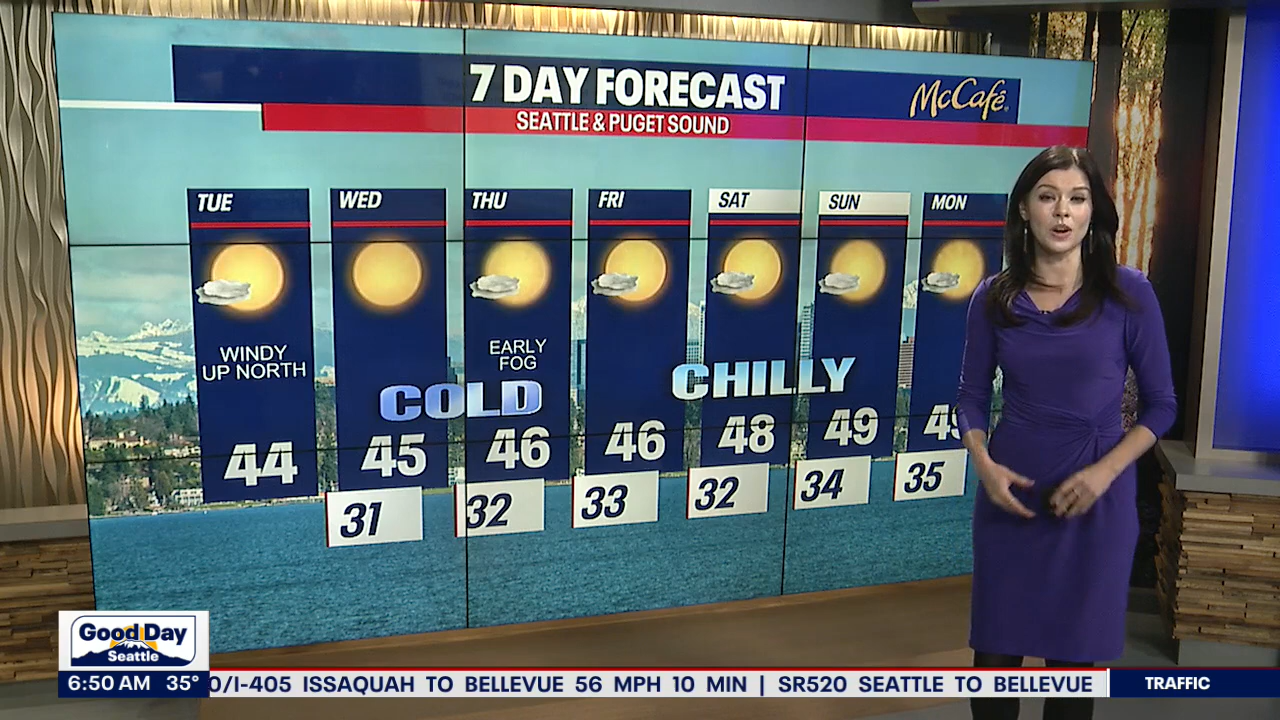 7 DAY FORECAST
McCafé
SEATTLE & PUGET SOUND
TUE WED THU FRI SAT SUN MON
WINDY
UP NORTH
EARLY
FOG
COLD
CHILLY
44 45 46 46 48 49
31 32 33 32 34 35
Good Day
Seattle
6:50 AM 35° 0/I-405 ISSAQUAH TO BELLEVUE 56 MPH 10 MIN | SR520 SEATTLE TO BELLEVUE TRAFFIC